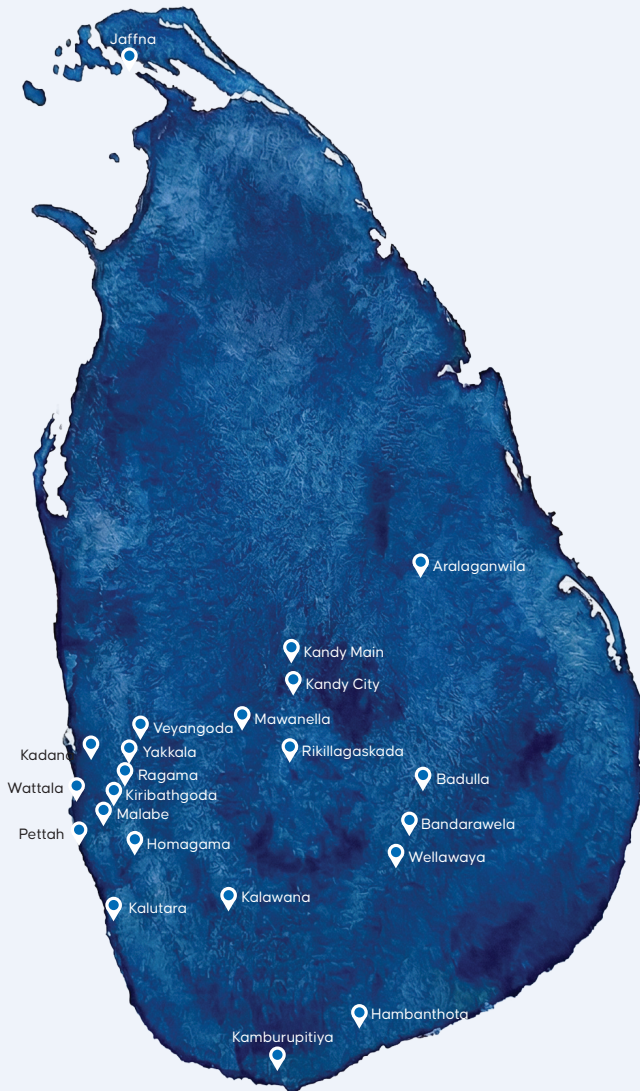 Jaffna
Aralaganwila
Kandy Main
Kandy City
Mawanella
Veyangoda
Rikillagaskada
Yakkala
Ragama
Badulla
Wattala
Kiribathgoda
Malabe
Bandarawela
Pettah
Homagama
Wellawaya
Kalawana
Kalutara
Hambanthota
Kamburupitiya